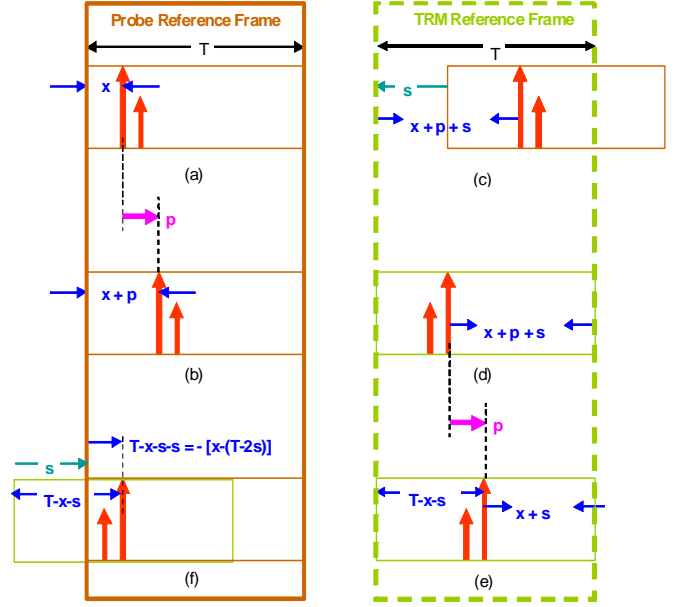 Probe Reference Frame
T
x
(a)
p
x + p
(b)
T-x-s-s = - [x-(T-2s)]
s
T-x-s
(f)
TRM Reference Frame
T
s
x + p + s
(c)
x + p + s
(d)
p
T-x-s
x + s
(e)